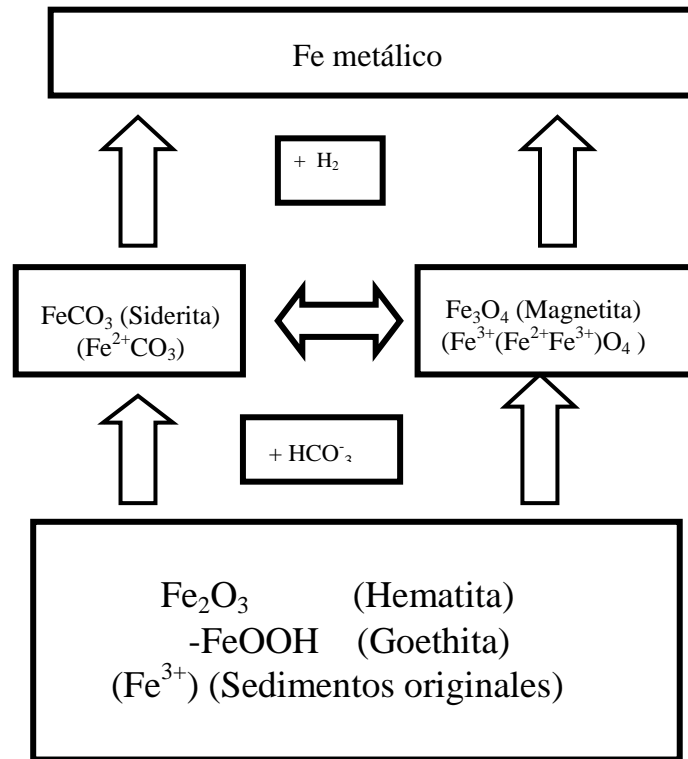 Fe metálico
+ H₂
FeCO₃ (Siderita)
(Fe²⁺CO₃)
Fe₃O₄ (Magnetita)
(Fe³⁺(Fe²⁺Fe³⁺)O₄ )
+ HCO⁻₃
Fe₂O₃ (Hematita)
-FeOOH (Goethita)
(Fe³⁺) (Sedimentos originales)